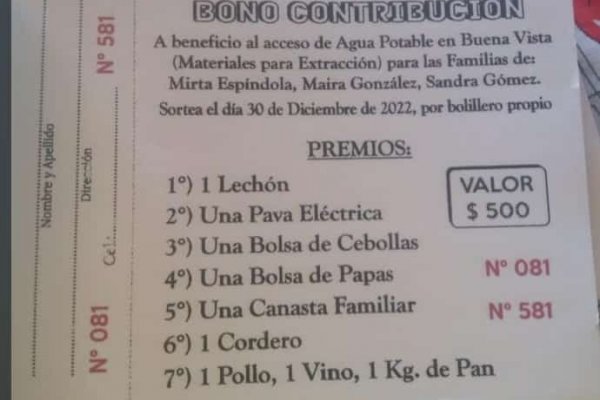 BONO CONTRIBUCIÓN
A beneficio al acceso de Agua Potable en Buena Vista
(Materiales para Extracción) para las Familias de:
Mirta Espíndola, Maira González, Sandra Gómez.
Sortea el día 30 de Diciembre de 2022, por bolillero propio
PREMIOS:
1°) 1 Lechón
2°) Una Pava Eléctrica
3°) Una Bolsa de Cebollas
4°) Una Bolsa de Papas
5°) Una Canasta Familiar
6°) 1 Cordero
7°) 1 Pollo, 1 Vino, 1 Kg. de Pan
VALOR
$ 500
N° 081
N° 581
Nombre y Apellido
Dirección
Cel:
N° 081
N° 581